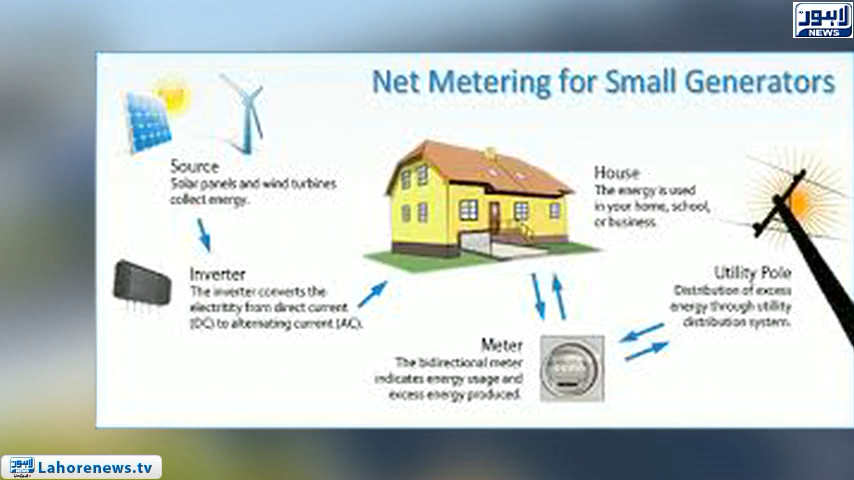 لاہور
NEWS
Net Metering for Small Generators
Source
Solar panels and wind turbines
collect energy.
House
The energy is used
in your home, school,
or business.
Inverter
The inverter converts the
electritity from direct current
(DC) to alternating current (AC).
Utility Pole
Distribution of excess
energy through utility
distribution system.
Meter
The bidirectional meter
indicates energy usage and
excess energy produced.
لاہور
Lahorenews.tv